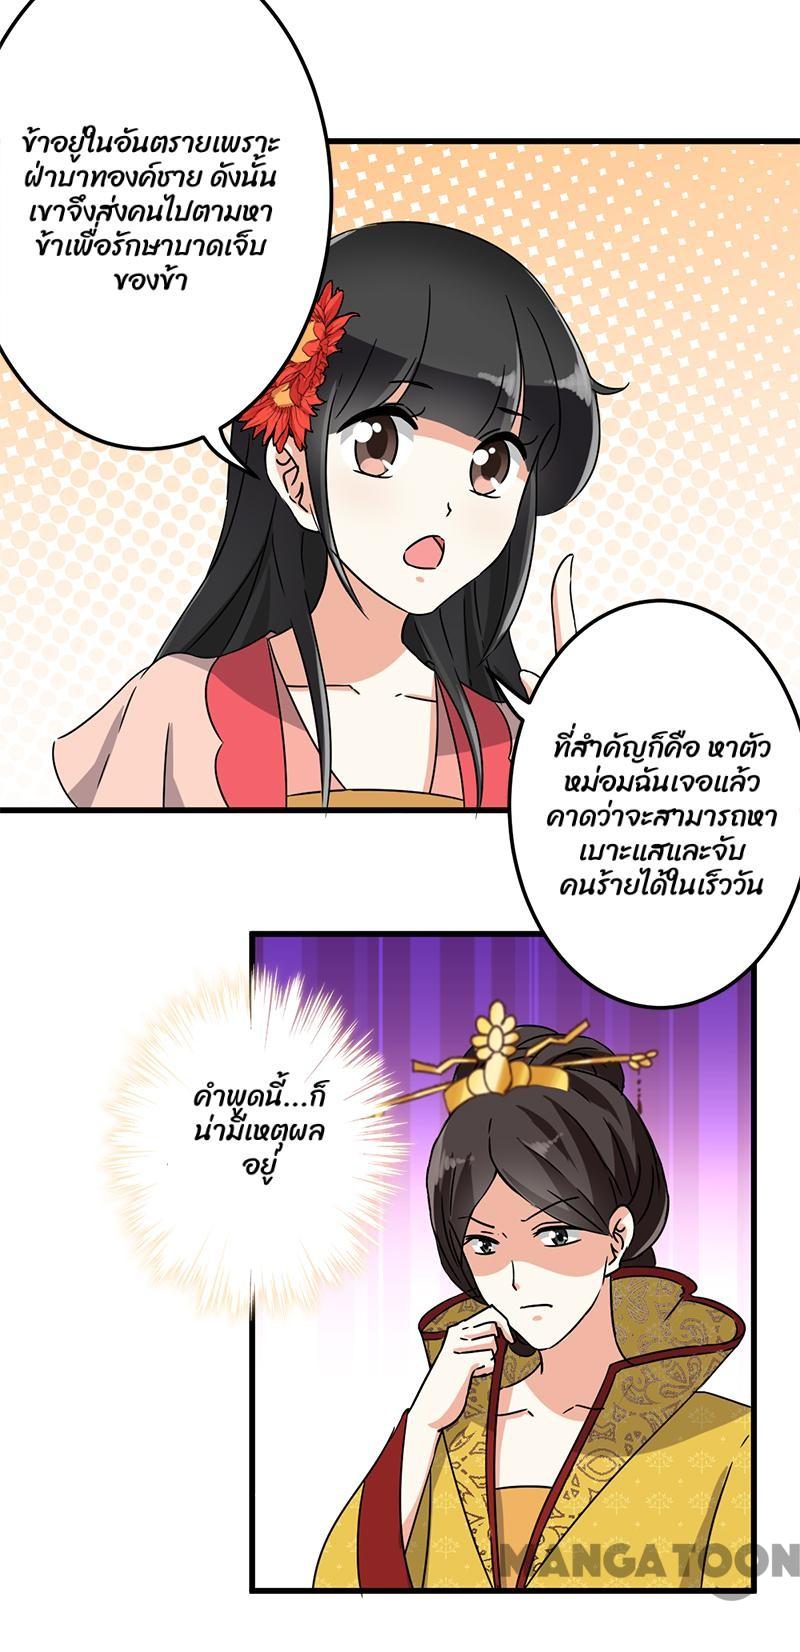 ข้าอยู่ในอันตรายเพราะ
ฝ่าบาทองค์ชาย ดังนั้น
เขาจึงส่งคนไปตามหา
ข้าเพื่อรักษาบาดเจ็บ
ของข้า
ที่สำคัญก็คือ หาตัว
หม่อมฉันเจอแล้ว
คาดว่าจะสามารถหา
เบาะแสและจับ
คนร้ายได้ในเร็ววัน
คำพูดนี้...ก็
น่ามีเหตุผล
อยู่
MANGATOON